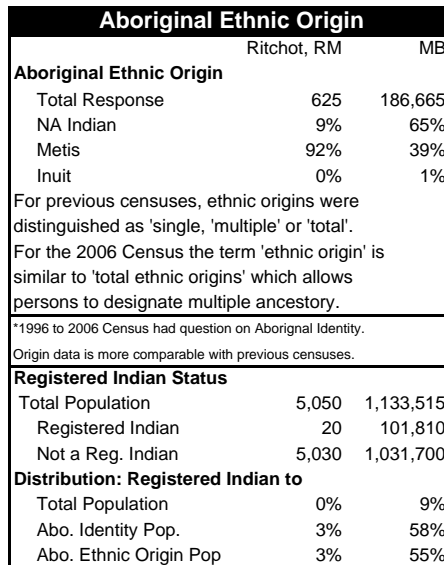 Aboriginal Ethnic Origin
Ritchot, RM MB
Aboriginal Ethnic Origin
Total Response 625 186,665
NA Indian 9% 65%
Metis 92% 39%
Inuit 0% 1%
For previous censuses, ethnic origins were
distinguished as 'single, 'multiple' or 'total'.
For the 2006 Census the term 'ethnic origin' is
similar to 'total ethnic origins' which allows
persons to designate multiple ancestory.
*1996 to 2006 Census had question on Aborignal Identity.
Origin data is more comparable with previous censuses.
Registered Indian Status
Total Population 5,050 1,133,515
Registered Indian 20 101,810
Not a Reg. Indian 5,030 1,031,700
Distribution: Registered Indian to
Total Population 0% 9%
Abo. Identity Pop. 3% 58%
Abo. Ethnic Origin Pop 3% 55%